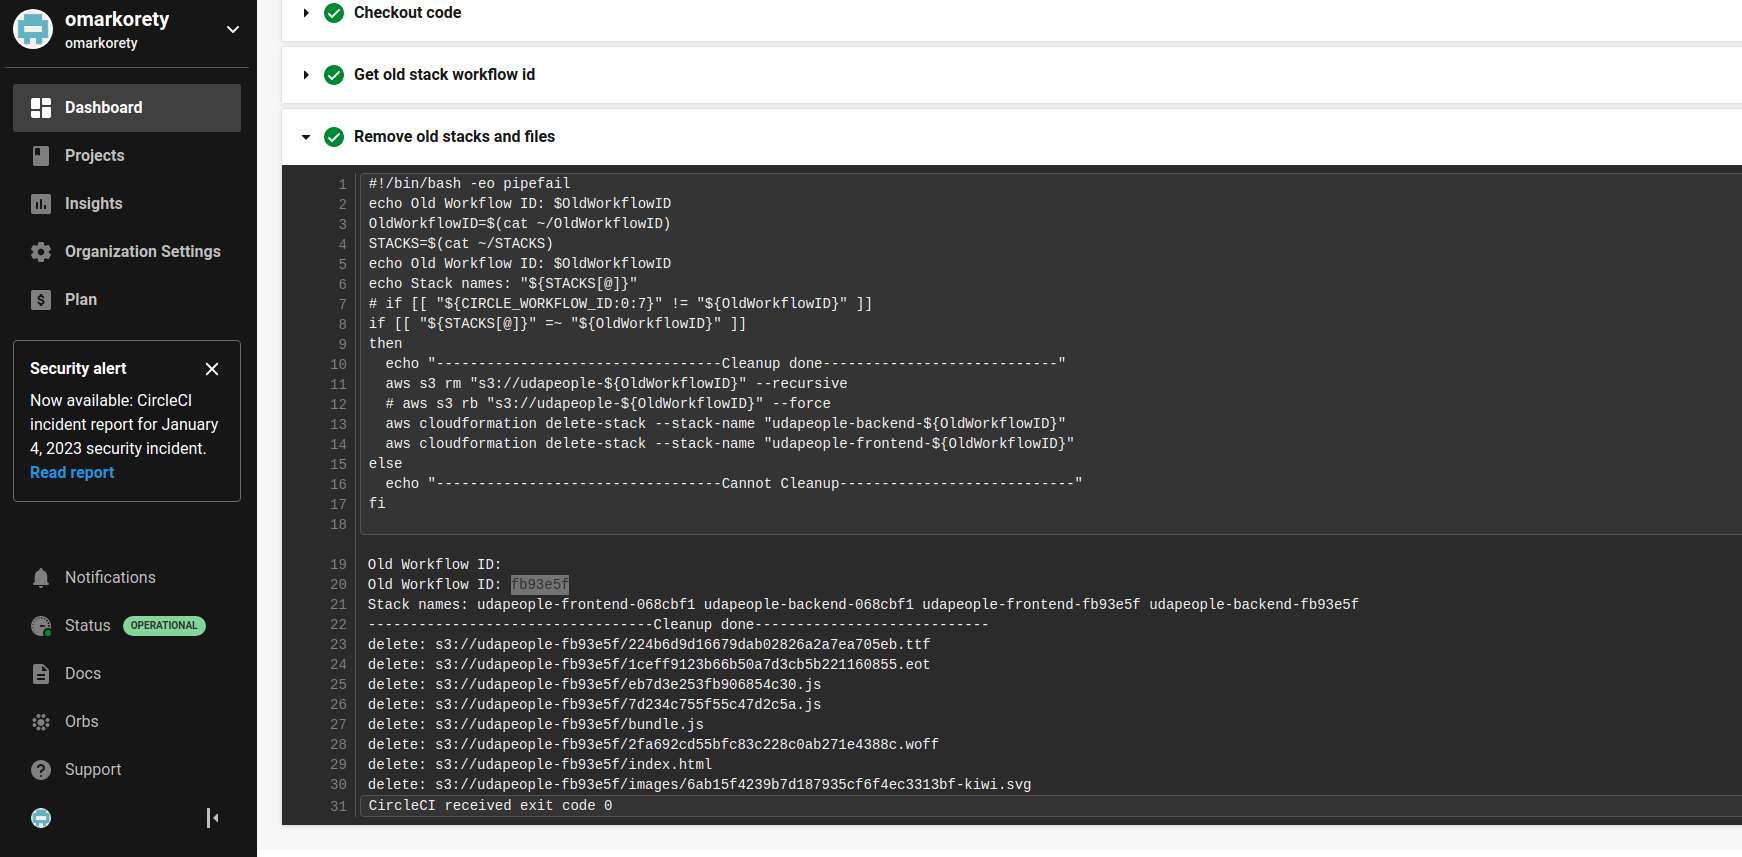 omarkorety
omarkorety
Dashboard
Projects
Insights
Organization Settings
Plan
Security alert
Now available: CircleCI
incident report for January
4, 2023 security incident.
Read report
Notifications
Status OPERATIONAL
Docs
Orbs
Support
Checkout code
Get old stack workflow id
Remove old stacks and files
1 #!/bin/bash -eo pipefail
2 echo Old Workflow ID: $OldWorkflowID
3 OldWorkflowID=$(cat ~/OldWorkflowID)
4 STACKS=$(cat ~/STACKS)
5 echo Old Workflow ID: $OldWorkflowID
6 echo Stack names: "${STACKS[@]}"
7 # if [[ "${CIRCLE_WORKFLOW_ID:0:7}" != "${OldWorkflowID}" ]]
8 if [[ "${STACKS[@]}" =~ "${OldWorkflowID}" ]]
9 then
10   echo "----------------------------------Cleanup done----------------------------"
11   aws s3 rm "s3://udapeople-${OldWorkflowID}" --recursive
12   # aws s3 rb "s3://udapeople-${OldWorkflowID}" --force
13   aws cloudformation delete-stack --stack-name "udapeople-backend-${OldWorkflowID}"
14   aws cloudformation delete-stack --stack-name "udapeople-frontend-${OldWorkflowID}"
15 else
16   echo "----------------------------------Cannot Cleanup----------------------------"
17 fi
18
19 Old Workflow ID:
20 Old Workflow ID: fb93e5f
21 Stack names: udapeople-frontend-068cbf1 udapeople-backend-068cbf1 udapeople-frontend-fb93e5f udapeople-backend-fb93e5f
22 ----------------------------------Cleanup done----------------------------
23 delete: s3://udapeople-fb93e5f/224b6d9d16679dab02826a2a7ea705eb.ttf
24 delete: s3://udapeople-fb93e5f/1ceff9123b66b50a7d3cb5b221160855.eot
25 delete: s3://udapeople-fb93e5f/eb7d3e253fb906854c30.js
26 delete: s3://udapeople-fb93e5f/7d234c755f55c47d2c5a.js
27 delete: s3://udapeople-fb93e5f/bundle.js
28 delete: s3://udapeople-fb93e5f/2fa692cd55bfc83c228c0ab271e4388c.woff
29 delete: s3://udapeople-fb93e5f/index.html
30 delete: s3://udapeople-fb93e5f/images/6ab15f4239b7d187935cf6f4ec3313bf-kiwi.svg
31 CircleCI received exit code 0